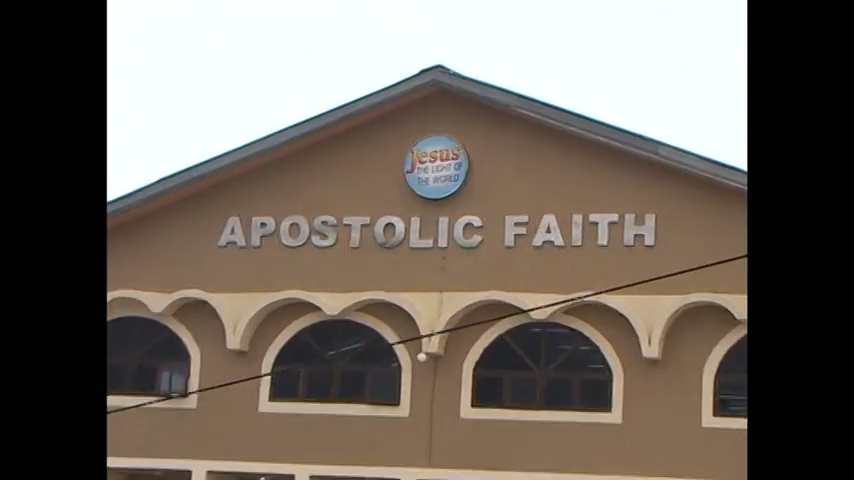 Jesus
THE LIGHT OF
THE WORLD
APOSTOLIC FAITH